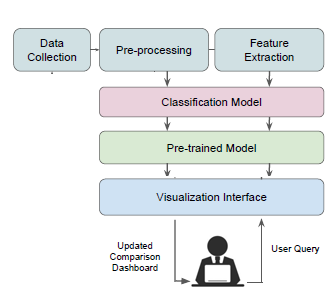 Data
Collection
Pre-processing
Feature
Extraction
Classification Model
Pre-trained Model
Visualization Interface
Updated
Comparison
Dashboard
User Query